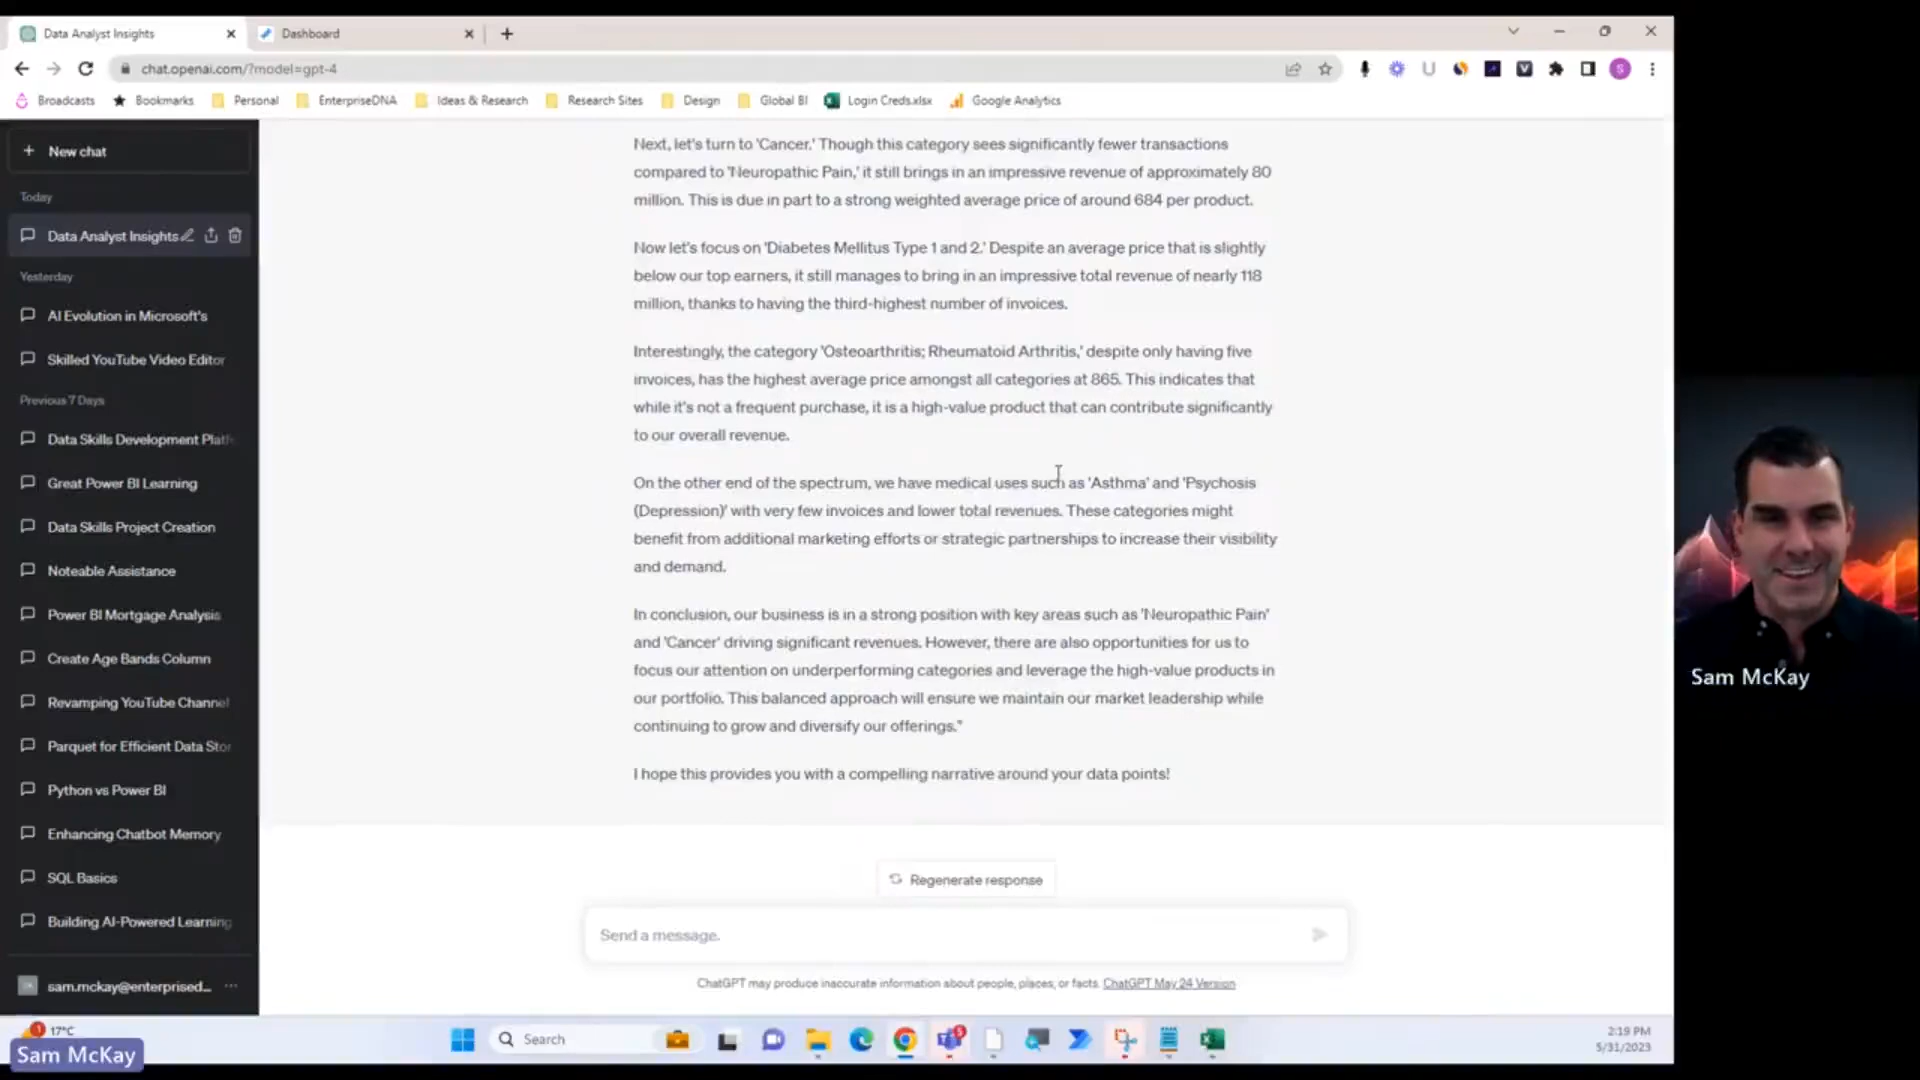 Data Analyst Insights
Dashboard
chat.openai.com/?model=gpt-4
Broadcasts
Bookmarks
Personal
EnterpriseDNA
Ideas & Research
Research Sites
Design
Global BI
Login Creds.xlsx
Google Analytics
New chat
Today
Data Analyst Insights
Yesterday
AI Evolution in Microsoft's
Skilled YouTube Video Editor
Previous 7 Days
Data Skills Development Platf
Great Power BI Learning
Data Skills Project Creation
Noteable Assistance
Power BI Mortgage Analysis
Create Age Bands Column
Revamping YouTube Channel
Parquet for Efficient Data Stor
Python vs Power BI
Enhancing Chatbot Memory
SQL Basics
Building AI-Powered Learning
sam.mckay@enterprised...
Next, let's turn to 'Cancer.' Though this category sees significantly fewer transactions
compared to 'Neuropathic Pain,' it still brings in an impressive revenue of approximately 80
million. This is due in part to a strong weighted average price of around 684 per product.
Now let's focus on 'Diabetes Mellitus Type 1 and 2.' Despite an average price that is slightly
below our top earners, it still manages to bring in an impressive total revenue of nearly 118
million, thanks to having the third-highest number of invoices.
Interestingly, the category 'Osteoarthritis; Rheumatoid Arthritis,' despite only having five
invoices, has the highest average price amongst all categories at 865. This indicates that
while it's not a frequent purchase, it is a high-value product that can contribute significantly
to our overall revenue.
On the other end of the spectrum, we have medical uses such as 'Asthma' and 'Psychosis
(Depression)' with very few invoices and lower total revenues. These categories might
benefit from additional marketing efforts or strategic partnerships to increase their visibility
and demand.
In conclusion, our business is in a strong position with key areas such as 'Neuropathic Pain'
and 'Cancer' driving significant revenues. However, there are also opportunities for us to
focus our attention on underperforming categories and leverage the high-value products in
our portfolio. This balanced approach will ensure we maintain our market leadership while
continuing to grow and diversify our offerings."
I hope this provides you with a compelling narrative around your data points!
Regenerate response
Send a message.
ChatGPT may produce inaccurate information about people, places, or facts. ChatGPT May 24 Version
Sam McKay
17°C
Sam McKay
Search
2:19 PM
5/31/2023